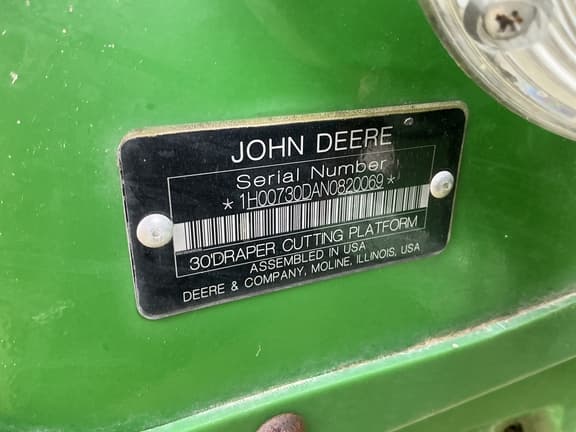 JOHN DEERE
Serial Number
*1H00730DAN0820069*
30'DRAPER CUTTING PLATFORM
ASSEMBLED IN USA
DEERE & COMPANY, MOLINE, ILLINOIS, USA